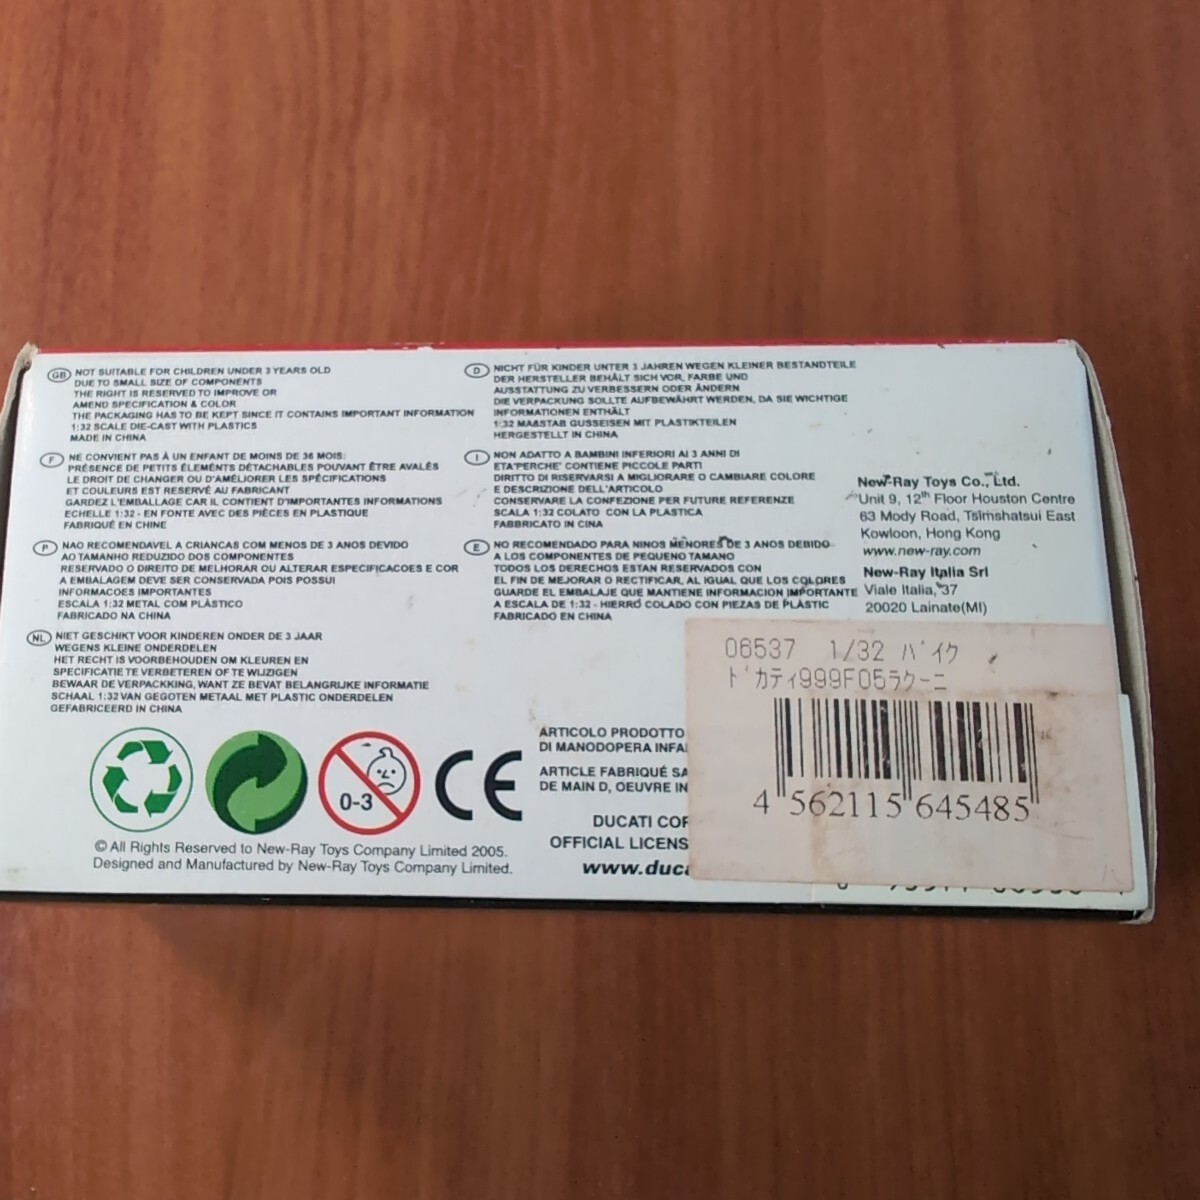 GB NOT SUITABLE FOR CHILDREN UNDER 3 YEARS OLD
DUE TO SMALL SIZE OF COMPONENTS
THE RIGHT IS RESERVED TO IMPROVE OR
AMEND SPECIFICATION & COLOR
THE PACKAGING HAS TO BE KEPT SINCE IT CONTAINS IMPORTANT INFORMATION
1:32 SCALE DIE-CAST WITH PLASTICS
MADE IN CHINA
F NE CONVIENT PAS À UN ENFANT DE MOINS DE 36 MOIS:
PRÉSENCE DE PETITS ÉLEMÉNTS DÉTACHABLES POUVANT ÊTRE AVALÉS
LE DROIT DE CHANGER OU D'AMÉLIORER LES SPÉCIFICATIONS
ET COULEURS EST RESERVÉ AU FABRICANT
GARDEZ L'EMBALLAGE CAR IL CONTIENT D'IMPORTANTES INFORMATIONS
ECHELLE 1:32 - EN FONTE AVEC DES PIÈCES EN PLASTIQUE
FABRIQUÉ EN CHINE
P NAO RECOMENDAVEL A CRIANCAS COM MENOS DE 3 ANOS DEVIDO
AO TAMANHO REDUZIDO DOS COMPONENTES
RESERVADO O DIREITO DE MELHORAR OU ALTERAR ESPECIFICACOES E COR
A EMBALAGEM DEVE SER CONSERVADA POIS POSSUI
INFORMACOES IMPORTANTES
ESCALA 1:32 METAL COM PLÁSTICO
FABRICADO NA CHINA
NL NIET GESCHIKT VOOR KINDEREN ONDER DE 3 JAAR
WEGENS KLEINE ONDERDELEN
HET RECHT IS VOORBEHOUDEN OM KLEUREN EN
SPECIFICATIE TE VERBETEREN OF TE WIJZIGEN
BEWAAR DE VERPACKKING, WANT ZE BEVAT BELANGRIJKE INFORMATIE
SCHAAL 1:32 VAN GEGOTEN METAAL MET PLASTIC ONDERDELEN
GEFABRICEERD IN CHINA
D NICHT FÜR KINDER UNTER 3 JAHREN WEGEN KLEINER BESTANDTEILE
DER HERSTELLER BEHÄLT SICH VOR, FARBE UND
AUSSTATTUNG ZU VERBESSERN ODER ÄNDERN
DIE VERPACKUNG SOLLTE AUFBEWÄHRT WERDEN, DA SIE WICHTIGE
INFORMATIONEN ENTHÄLT
1:32 MAßSTAB GUSSEISEN MIT PLASTIKTEILEN
HERGESTELLT IN CHINA
I NON ADATTO A BAMBINI INFERIORI AI 3 ANNI DI
ETA'PERCHE' CONTIENE PICCOLE PARTI
DIRITTO DI RISERVARSI A MIGLIORARE O CAMBIARE COLORE
E DESCRIZIONE DELL'ARTICOLO
CONSERVARE LA CONFEZIONE PER FUTURE REFERENZE
SCALA 1:32 COLATO CON LA PLASTICA
FABBRICATO IN CINA
E NO RECOMENDADO PARA NINOS MENORES DE 3 ANOS DEBIDO
A LOS COMPONENTES DE PEQUENO TAMANO
TODOS LOS DERECHOS ESTAN RESERVADOS CON
EL FIN DE MEJORAR O RECTIFICAR, AL IGUAL QUE LOS COLORES
GUARDE EL EMBALAJE QUE MANTIENE INFORMACION IMPORTANTE
A ESCALA DE 1:32 - HIERRO COLADO CON PIEZAS DE PLASTIC
FABRICADO EN CHINA
New-Ray Toys Co., Ltd.
Unit 9, 12th Floor Houston Centre
63 Mody Road, Tsimshatsui East
Kowloon, Hong Kong
www.new-ray.com
New-Ray Italia Srl
Viale Italia, 37
20020 Lainate(MI)
0-3
CE
© All Rights Reserved to New-Ray Toys Company Limited 2005.
Designed and Manufactured by New-Ray Toys Company Limited.
ARTICOLO PRODOTTO
DI MANODOPERA INFA
ARTICLE FABRIQUÉ SA
DE MAIN D, OEUVRE IN
DUCATI COR
OFFICIAL LICENS
www.duca
06537 1/32 バイク
ドカティ999F05ラクーニ
4 562115 645485